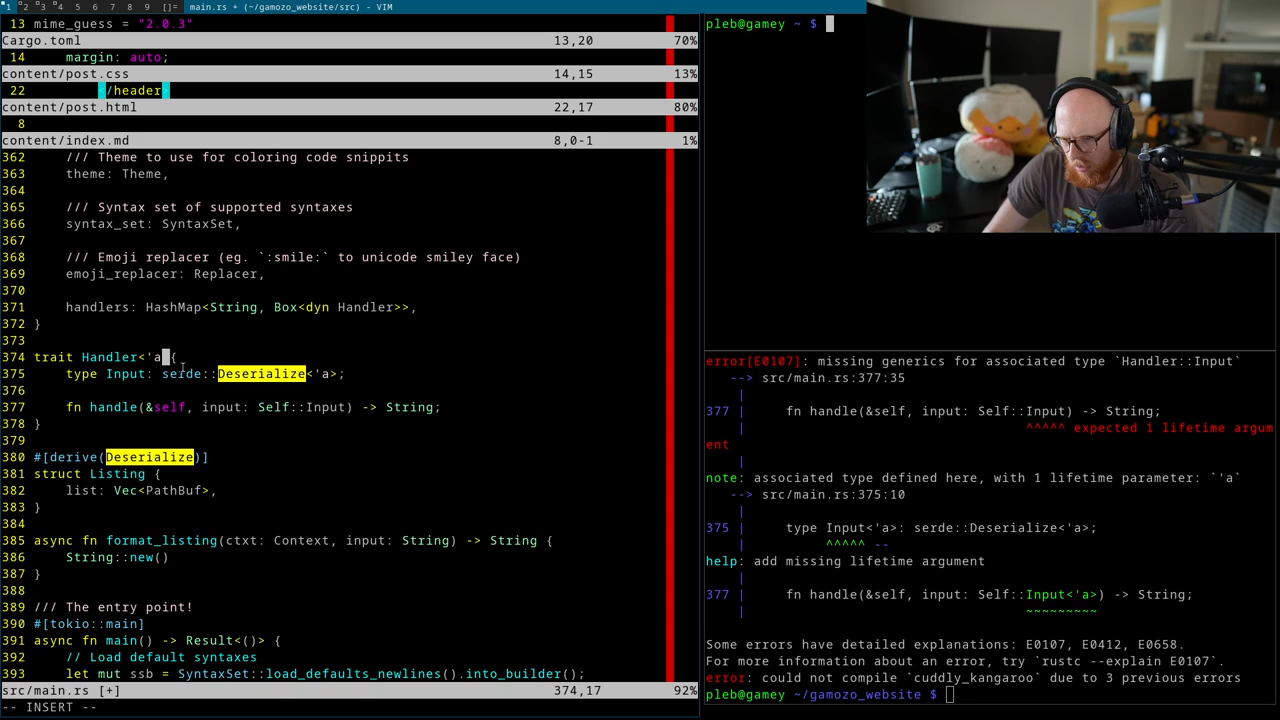 1 2 3 4 5 6 7 8 9 []= main.rs + (~/gamozo_website/src) - VIM
13 mime_guess = "2.0.3"
Cargo.toml 13,20 70%
14 margin: auto;
content/post.css 14,15 13%
22 </header>
content/post.html 22,17 80%
8
content/index.md 8,0-1 1%
362 /// Theme to use for coloring code snippits
363 theme: Theme,
364
365 /// Syntax set of supported syntaxes
366 syntax_set: SyntaxSet,
367
368 /// Emoji replacer (eg. `:smile:` to unicode smiley face)
369 emoji_replacer: Replacer,
370
371 handlers: HashMap<String, Box<dyn Handler>>,
372 }
373
374 trait Handler<'a {
375 type Input: serde::Deserialize<'a>;
376
377 fn handle(&self, input: Self::Input) -> String;
378 }
379
380 #[derive(Deserialize)]
381 struct Listing {
382 list: Vec<PathBuf>,
383 }
384
385 async fn format_listing(ctxt: Context, input: String) -> String {
386 String::new()
387 }
388
389 /// The entry point!
390 #[tokio::main]
391 async fn main() -> Result<()> {
392 // Load default syntaxes
393 let mut ssb = SyntaxSet::load_defaults_newlines().into_builder();
src/main.rs [+] 374,17 92%
-- INSERT --
pleb@gamey ~ $
error[E0107]: missing generics for associated type `Handler::Input`
--> src/main.rs:377:35
|
377 | fn handle(&self, input: Self::Input) -> String;
| ^^^^^ expected 1 lifetime argum
ent
|
note: associated type defined here, with 1 lifetime parameter: `'a`
--> src/main.rs:375:10
|
375 | type Input<'a>: serde::Deserialize<'a>;
| ^^^^^ --
help: add missing lifetime argument
|
377 | fn handle(&self, input: Self::Input<'a>) -> String;
| ~~~~~~~~~
Some errors have detailed explanations: E0107, E0412, E0658.
For more information about an error, try `rustc --explain E0107`.
error: could not compile `cuddly_kangaroo` due to 3 previous errors
pleb@gamey ~/gamozo_website $